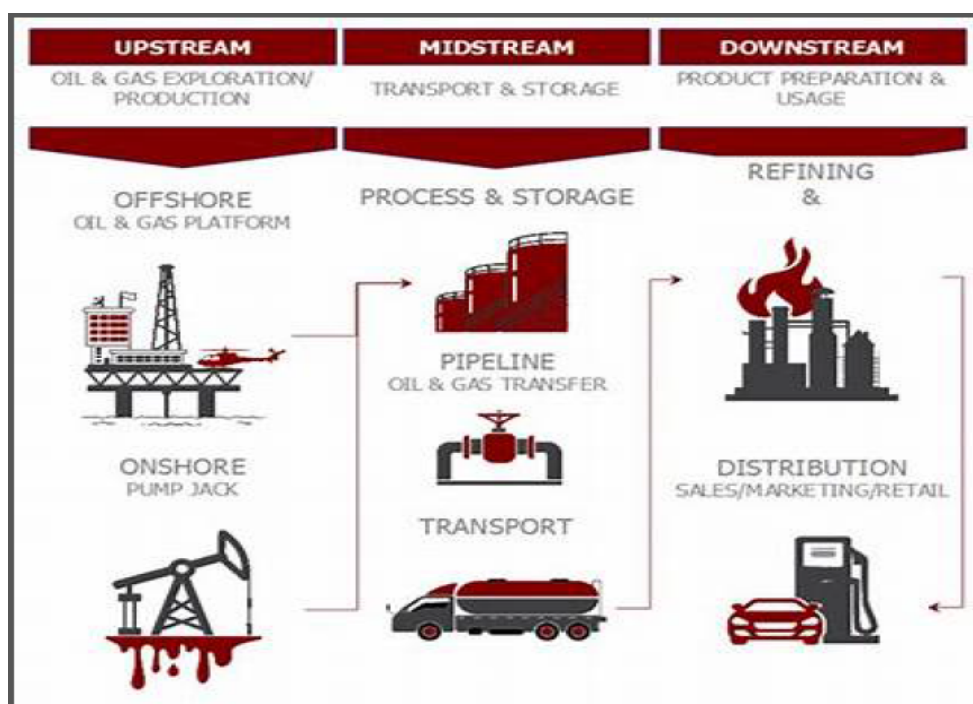 UPSTREAM
OIL & GAS EXPLORATION/
PRODUCTION
OFFSHORE
OIL & GAS PLATFORM
ONSHORE
PUMP JACK
MIDSTREAM
TRANSPORT & STORAGE
PROCESS & STORAGE
PIPELINE
OIL & GAS TRANSFER
TRANSPORT
DOWNSTREAM
PRODUCT PREPARATION &
USAGE
REFINING
&
DISTRIBUTION
SALES/MARKETING/RETAIL